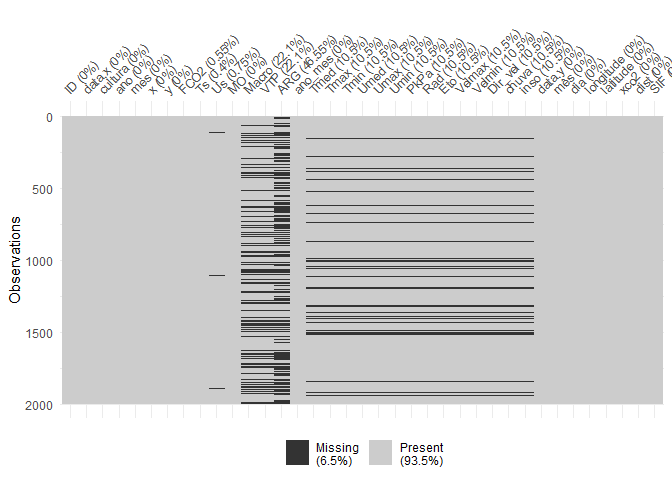 ID (0%)
data.x (0%)
cultura (0%)
ano (0%)
mes (0%)
x (0%)
y (0%)
FCO2 (0.55%)
Ts (0.4%)
Us (0.75%)
MO (0%)
Macro (22.1%)
VTP (22.1%)
ARG (46.55%)
ano_mes (0%)
Tmed (10.5%)
Tmax (10.5%)
Tmin (10.5%)
Umed (10.5%)
Umax (10.5%)
Umin (10.5%)
PkPa (10.5%)
Rad (10.5%)
Eto (10.5%)
Velmax (10.5%)
Velmin (10.5%)
Dir_vel (10.5%)
chuva (10.5%)
inso (10.5%)
data.y (0%)
mês (0%)
dia (0%)
longitude (0%)
latitude (0%)
xco2 (0%)
dist (0%)
SIF
Observations
0
500
1000
1500
2000
Missing
(6.5%)
Present
(93.5%)